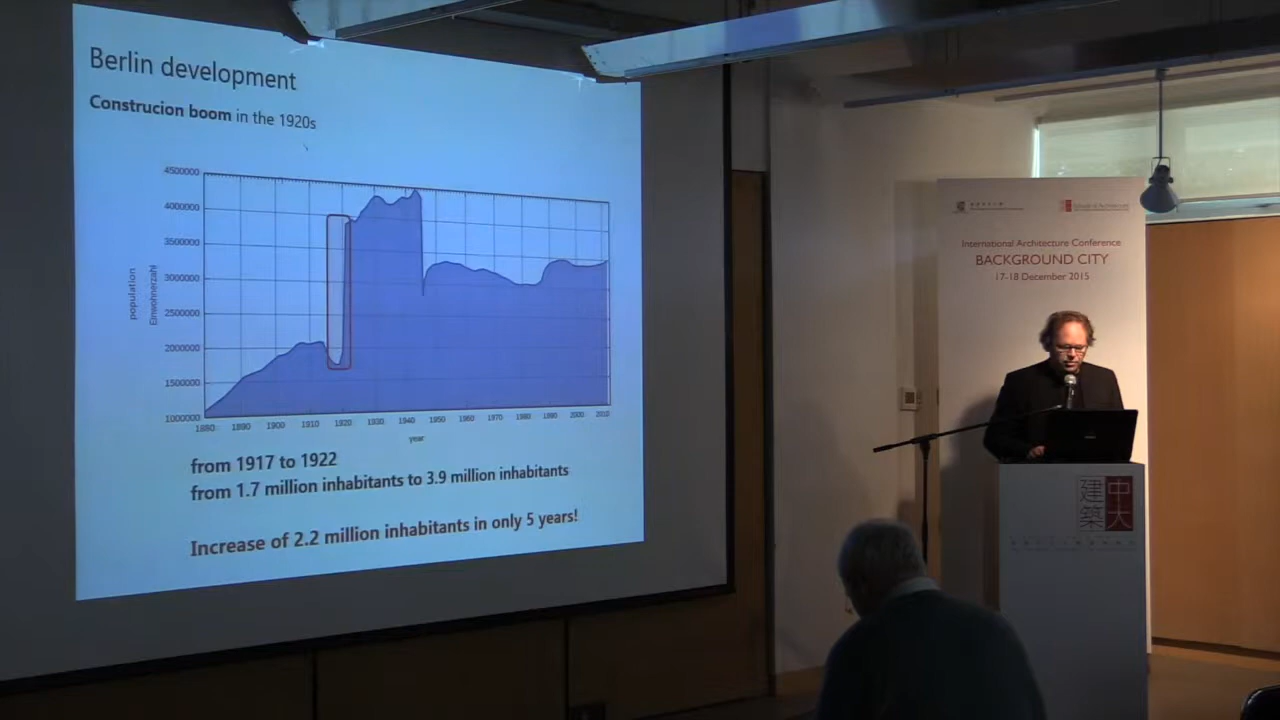 Berlin development
Construcion boom in the 1920s
4500000
4000000
3500000
3000000
2500000
2000000
1500000
1000000
population
Einwohnerzahl
1880 1890 1900 1910 1920 1930 1940 1950 1960 1970 1980 1990 2000 2010
year
from 1917 to 1922
from 1.7 million inhabitants to 3.9 million inhabitants
Increase of 2.2 million inhabitants in only 5 years!
School of Architecture
International Architecture Conference
BACKGROUND CITY
17-18 December 2015
中大
建築